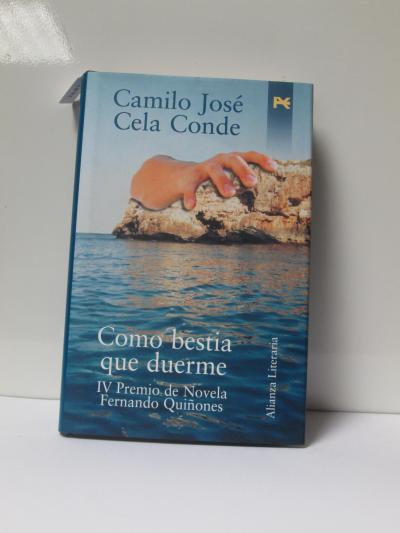 Camilo José
Cela Conde
Como bestia
que duerme
IV Premio de Novela
Fernando Quiñones
Alianza Literaria